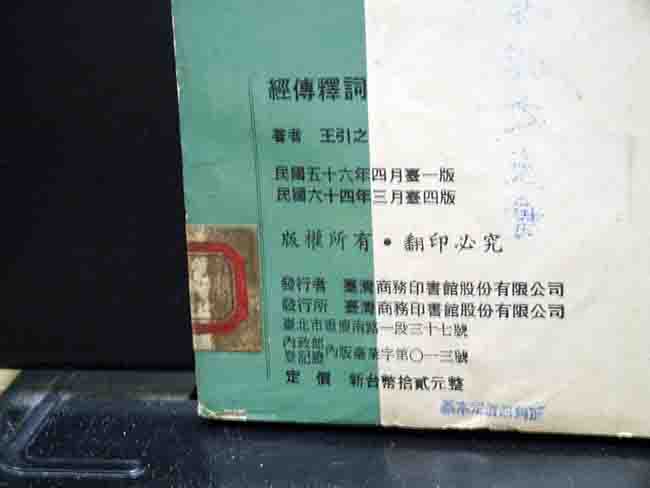 經傳釋詞
著者 王引之
民國五十六年四月臺一版
民國六十四年三月臺四版
版權所有・翻印必究
發行者 臺灣商務印書館股份有限公司
發行所 臺灣商務印書館股份有限公司
臺北市重慶南路一段三十七號
內政部
登記證 內版臺業字第〇一三號
定價 新台幣拾貳元整